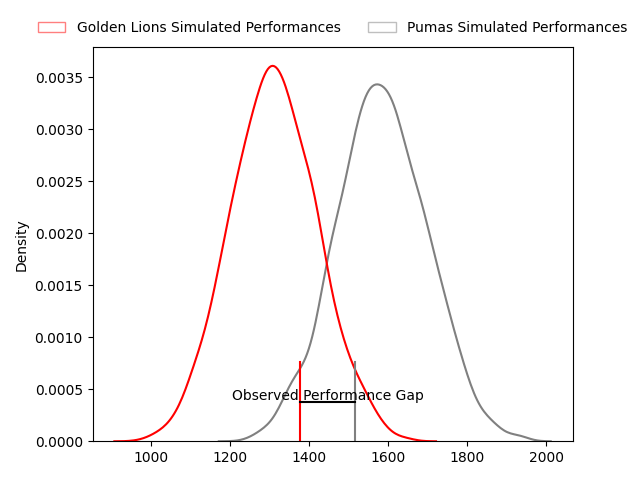 Golden Lions Simulated Performances
Pumas Simulated Performances
0.0035
0.0030
0.0025
0.0020
0.0015
0.0010
0.0005
0.0000
Density
Observed Performance Gap
1000 1200 1400 1600 1800 2000